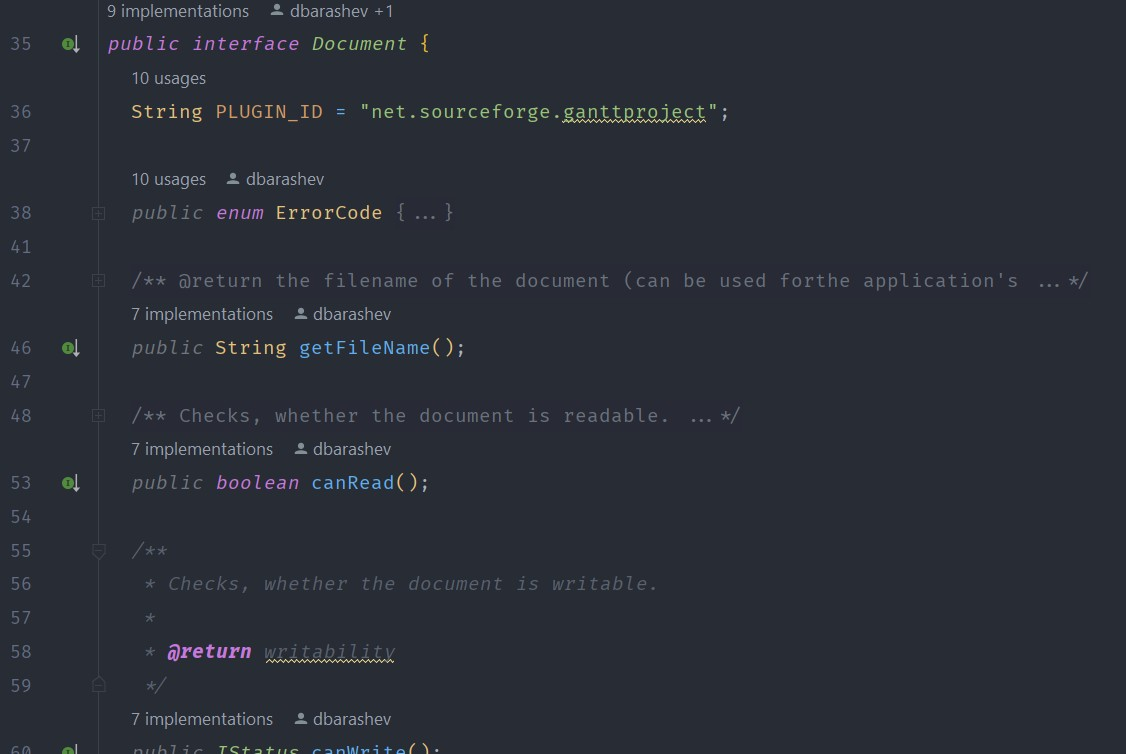 9 implementations dbarashev +1
35 public interface Document {
10 usages
36 String PLUGIN_ID = "net.sourceforge.ganttproject";
37
10 usages dbarashev
38 public enum ErrorCode {...}
41
42 /** @return the filename of the document (can be used forthe application's ...*/
7 implementations dbarashev
46 public String getFileName();
47
48 /** Checks, whether the document is readable. ...*/
7 implementations dbarashev
53 public boolean canRead();
54
55 /**
56 * Checks, whether the document is writable.
57 *
58 * @return writability
59 */
7 implementations dbarashev
60 public IStatus canWrite();